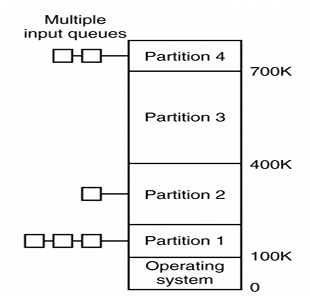 Multiple
input queues
Partition 4
700K
Partition 3
400K
Partition 2
Partition 1
100K
Operating
system
0